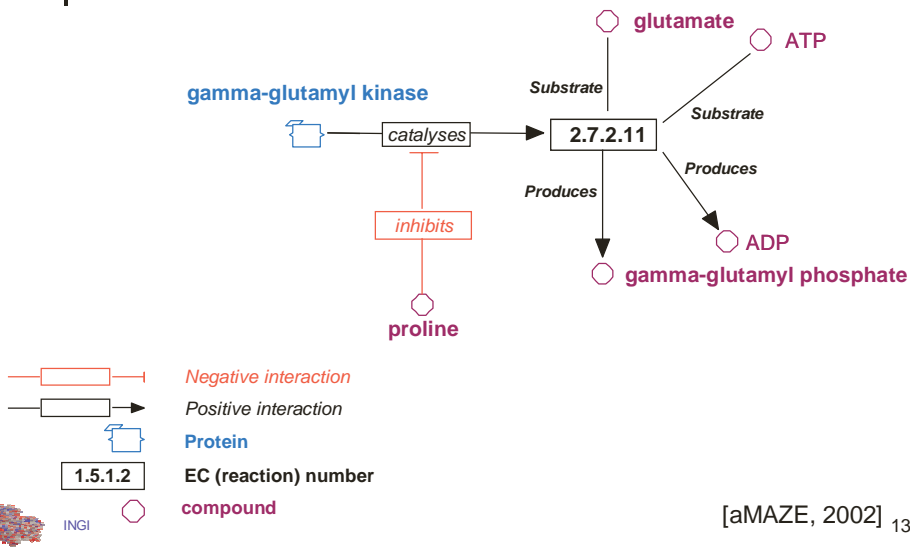 glutamate
ATP
Substrate
gamma-glutamyl kinase
Substrate
catalyses
2.7.2.11
Produces
Produces
inhibits
ADP
gamma-glutamyl phosphate
proline
Negative interaction
Positive interaction
Protein
1.5.1.2 EC (reaction) number
compound
INGI
[aMAZE, 2002] 13